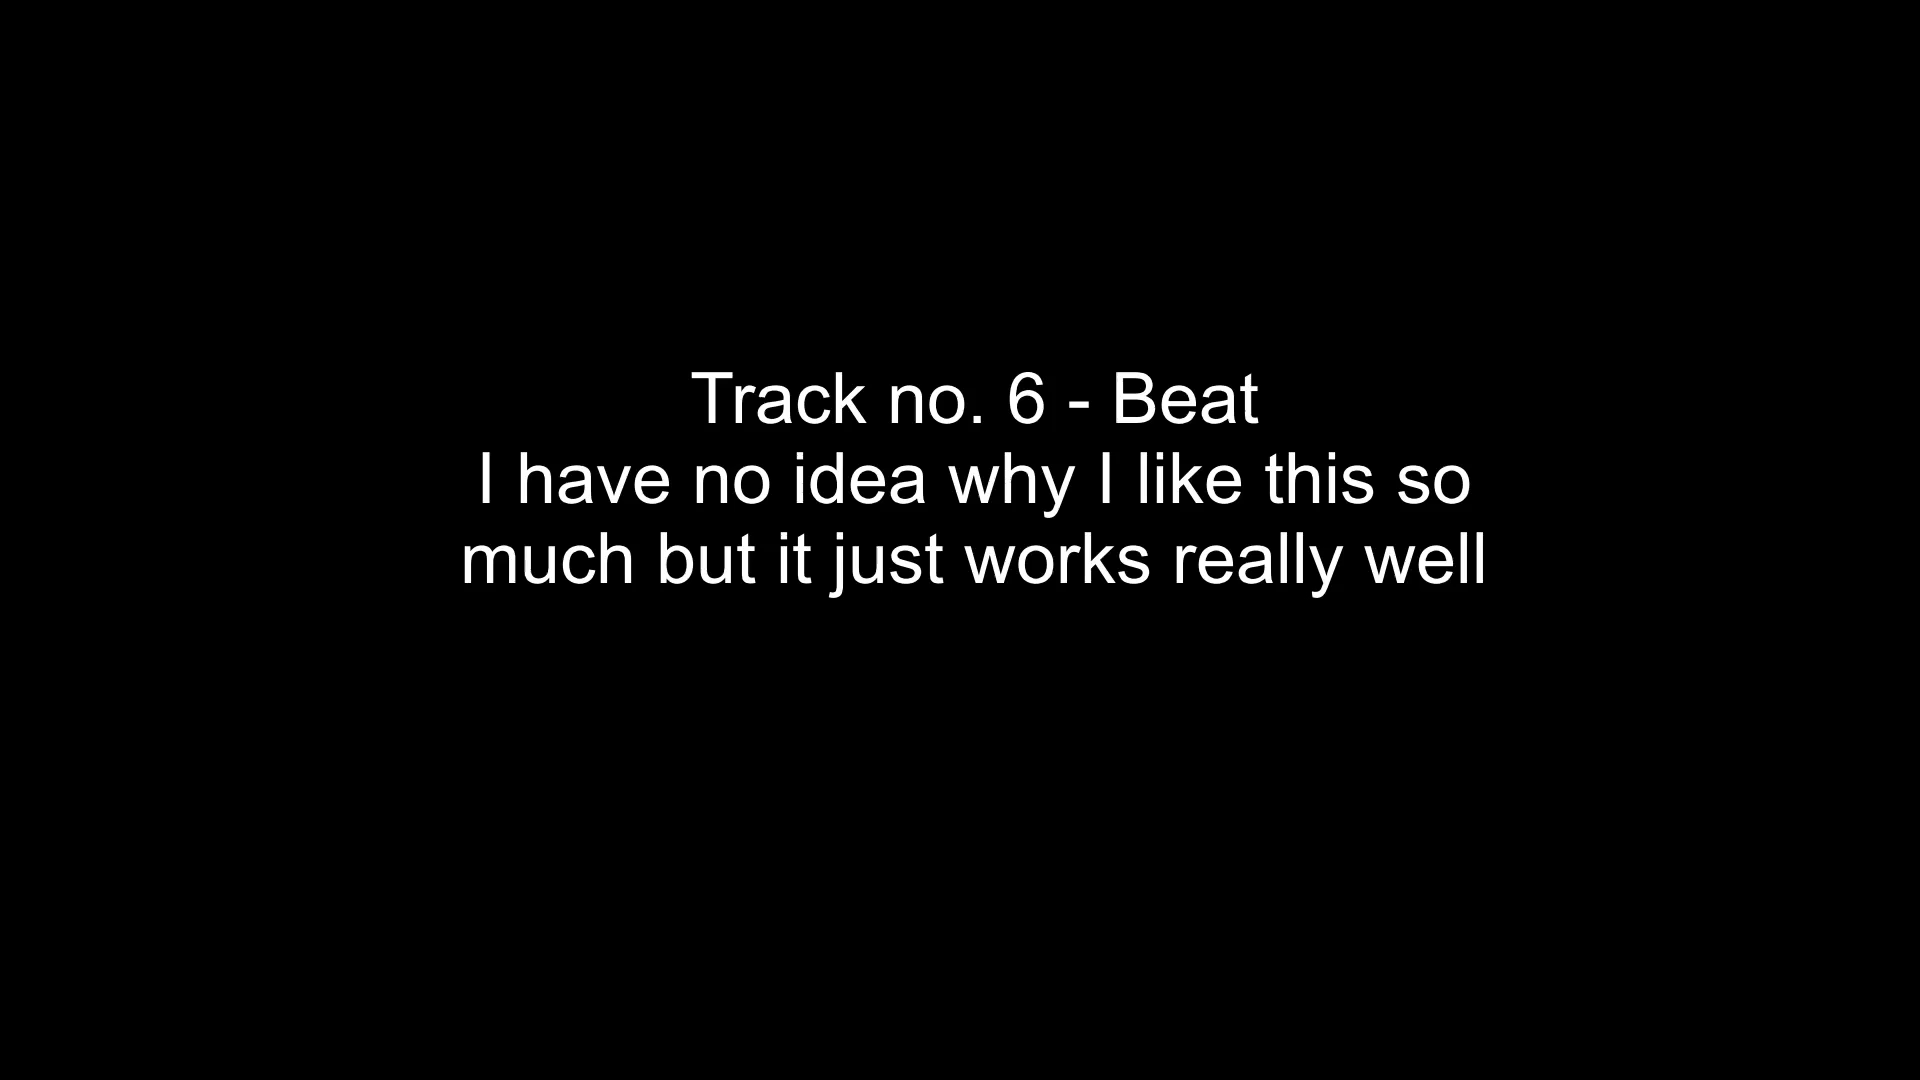 Track no. 6 - Beat
I have no idea why I like this so
much but it just works really well